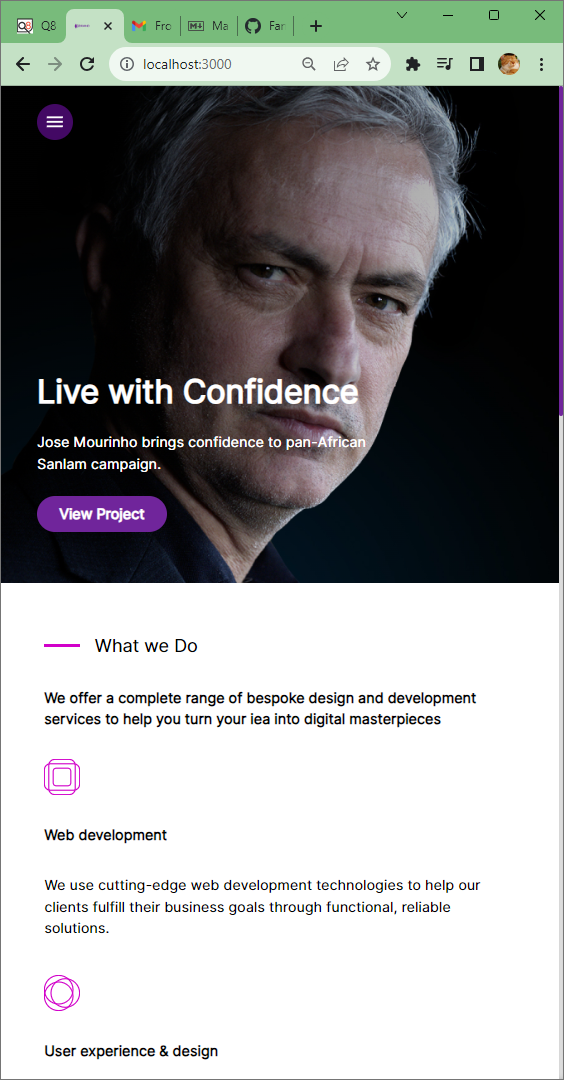 Q8
Fro
Ma
Far
localhost:3000
Live with Confidence
Jose Mourinho brings confidence to pan-African
Sanlam campaign.
View Project
What we Do
We offer a complete range of bespoke design and development
services to help you turn your iea into digital masterpieces
Web development
We use cutting-edge web development technologies to help our
clients fulfill their business goals through functional, reliable
solutions.
User experience & design